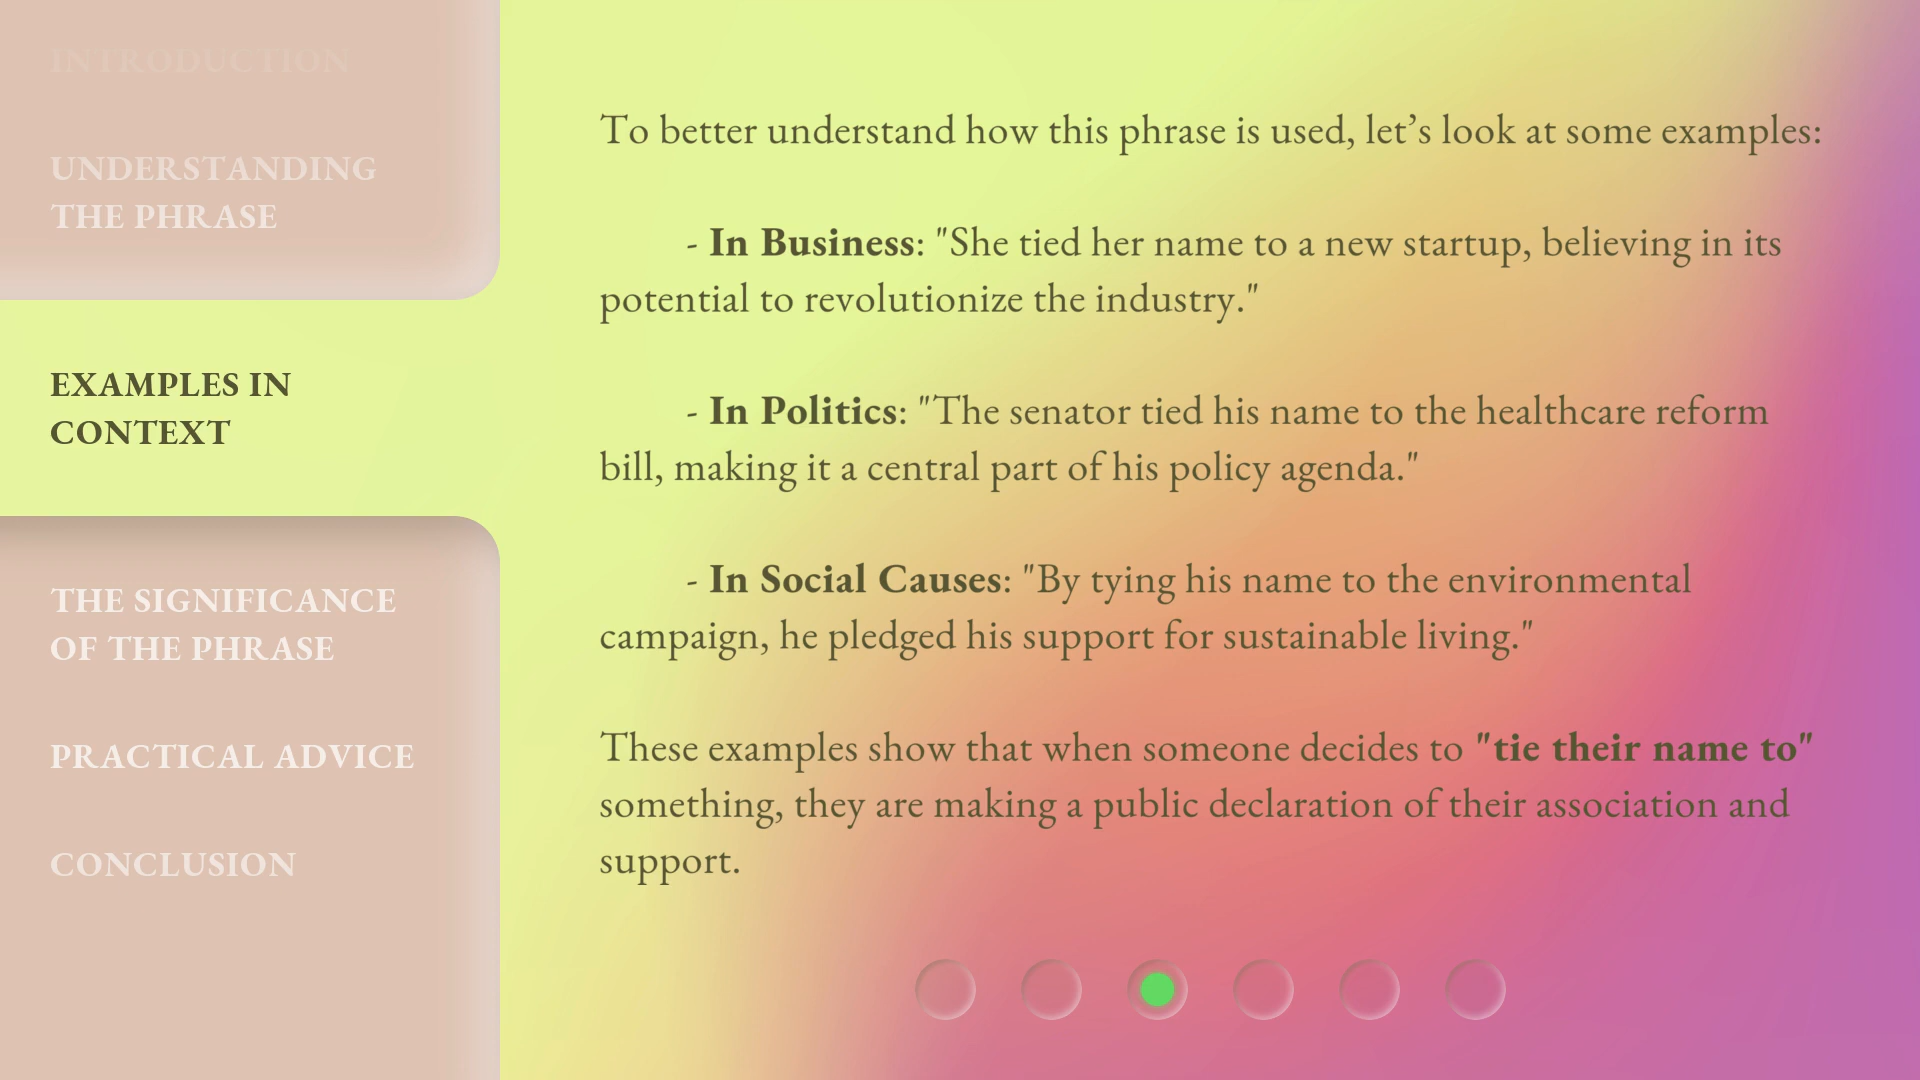 INTRODUCTION
UNDERSTANDING
THE PHRASE
EXAMPLES IN
CONTEXT
THE SIGNIFICANCE
OF THE PHRASE
PRACTICAL ADVICE
CONCLUSION
To better understand how this phrase is used, let’s look at some examples:
- In Business: "She tied her name to a new startup, believing in its
potential to revolutionize the industry."
- In Politics: "The senator tied his name to the healthcare reform
bill, making it a central part of his policy agenda."
- In Social Causes: "By tying his name to the environmental
campaign, he pledged his support for sustainable living."
These examples show that when someone decides to "tie their name to"
something, they are making a public declaration of their association and
support.